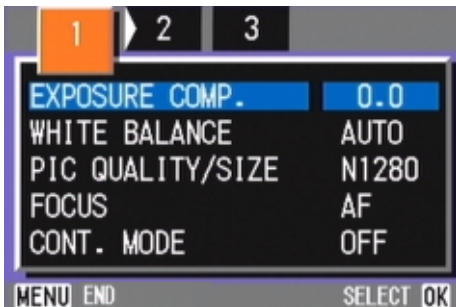 1 2 3
EXPOSURE COMP. 0.0
WHITE BALANCE AUTO
PIC QUALITY/SIZE N1280
FOCUS AF
CONT. MODE OFF
MENU END SELECT OK